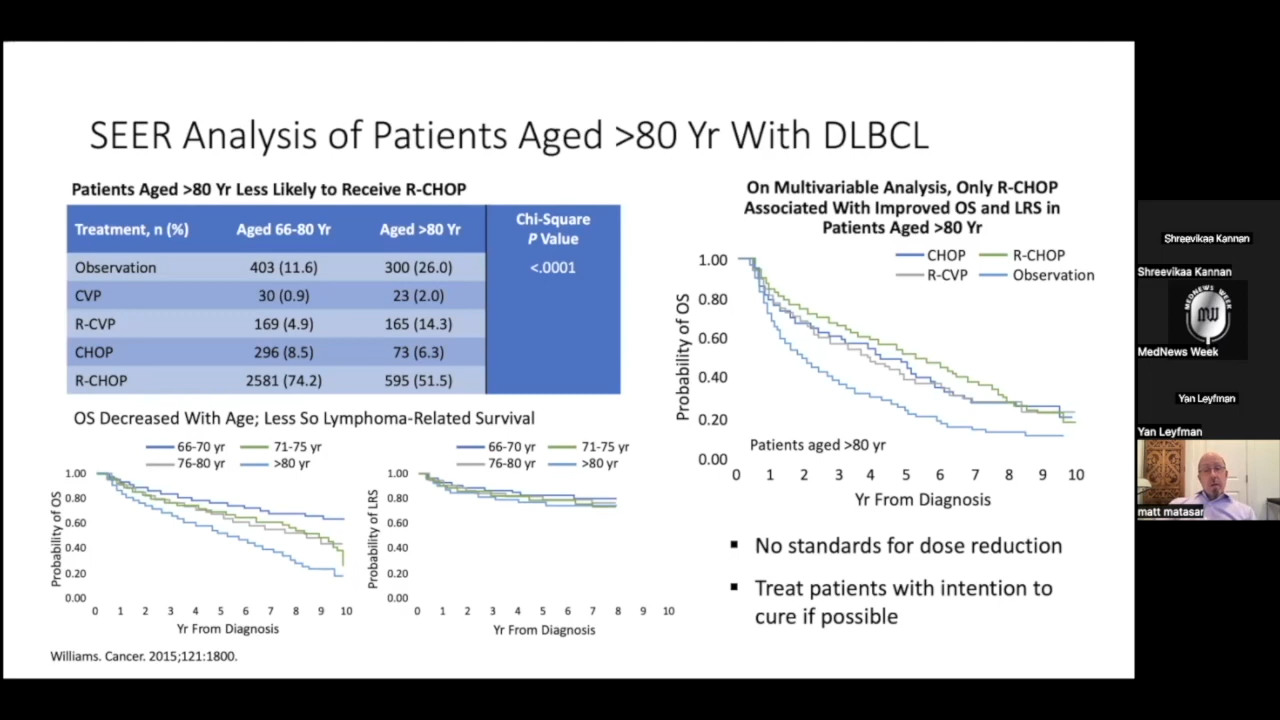 SEER Analysis of Patients Aged >80 Yr With DLBCL
Patients Aged >80 Yr Less Likely to Receive R-CHOP
Treatment, n (%) Aged 66-80 Yr Aged >80 Yr Chi-Square P Value
Observation 403 (11.6) 300 (26.0) <.0001
CVP 30 (0.9) 23 (2.0)
R-CVP 169 (4.9) 165 (14.3)
CHOP 296 (8.5) 73 (6.3)
R-CHOP 2581 (74.2) 595 (51.5)
OS Decreased With Age; Less So Lymphoma-Related Survival
66-70 yr 71-75 yr
76-80 yr >80 yr
Probability of OS
1.00
0.80
0.60
0.40
0.20
0.00
0 1 2 3 4 5 6 7 8 9 10
Yr From Diagnosis
66-70 yr 71-75 yr
76-80 yr >80 yr
Probability of LRS
1.00
0.80
0.60
0.40
0.20
0.00
0 1 2 3 4 5 6 7 8 9 10
Yr From Diagnosis
Williams. Cancer. 2015;121:1800.
On Multivariable Analysis, Only R-CHOP
Associated With Improved OS and LRS in
Patients Aged >80 Yr
CHOP R-CHOP
R-CVP Observation
Probability of OS
1.00
0.80
0.60
0.40
0.20
0.00
Patients aged >80 yr
0 1 2 3 4 5 6 7 8 9 10
Yr From Diagnosis
▪ No standards for dose reduction
▪ Treat patients with intention to
cure if possible
Shreevikaa Kannan
Shreevikaa Kannan
MEDNEWS WEEK
MW
MedNews Week
Yan Leyfman
Yan Leyfman
matt matasar